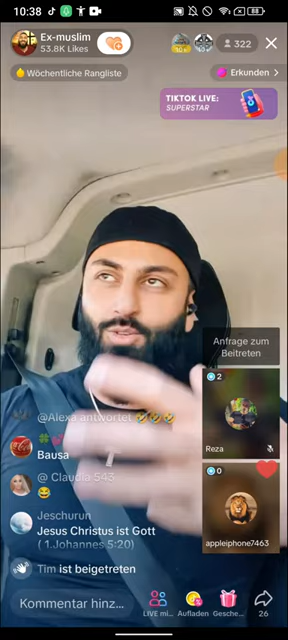 10:38
88
Ex-muslim
53.8K Likes
322
Wöchentliche Rangliste
Erkunden >
TIKTOK LIVE:
SUPERSTAR
Anfrage zum
Beitreten
2
Reza
0
appleiphone7463
@Alexa antwortet 🤣🤣🤣
Bausa
@ Claudia 543
😂
Jeschurun
Jesus Christus ist Gott
( 1.Johannes 5:20)
Tim ist beigetreten
Kommentar hinz...
LIVE mi...
Aufladen
Gesche...
26